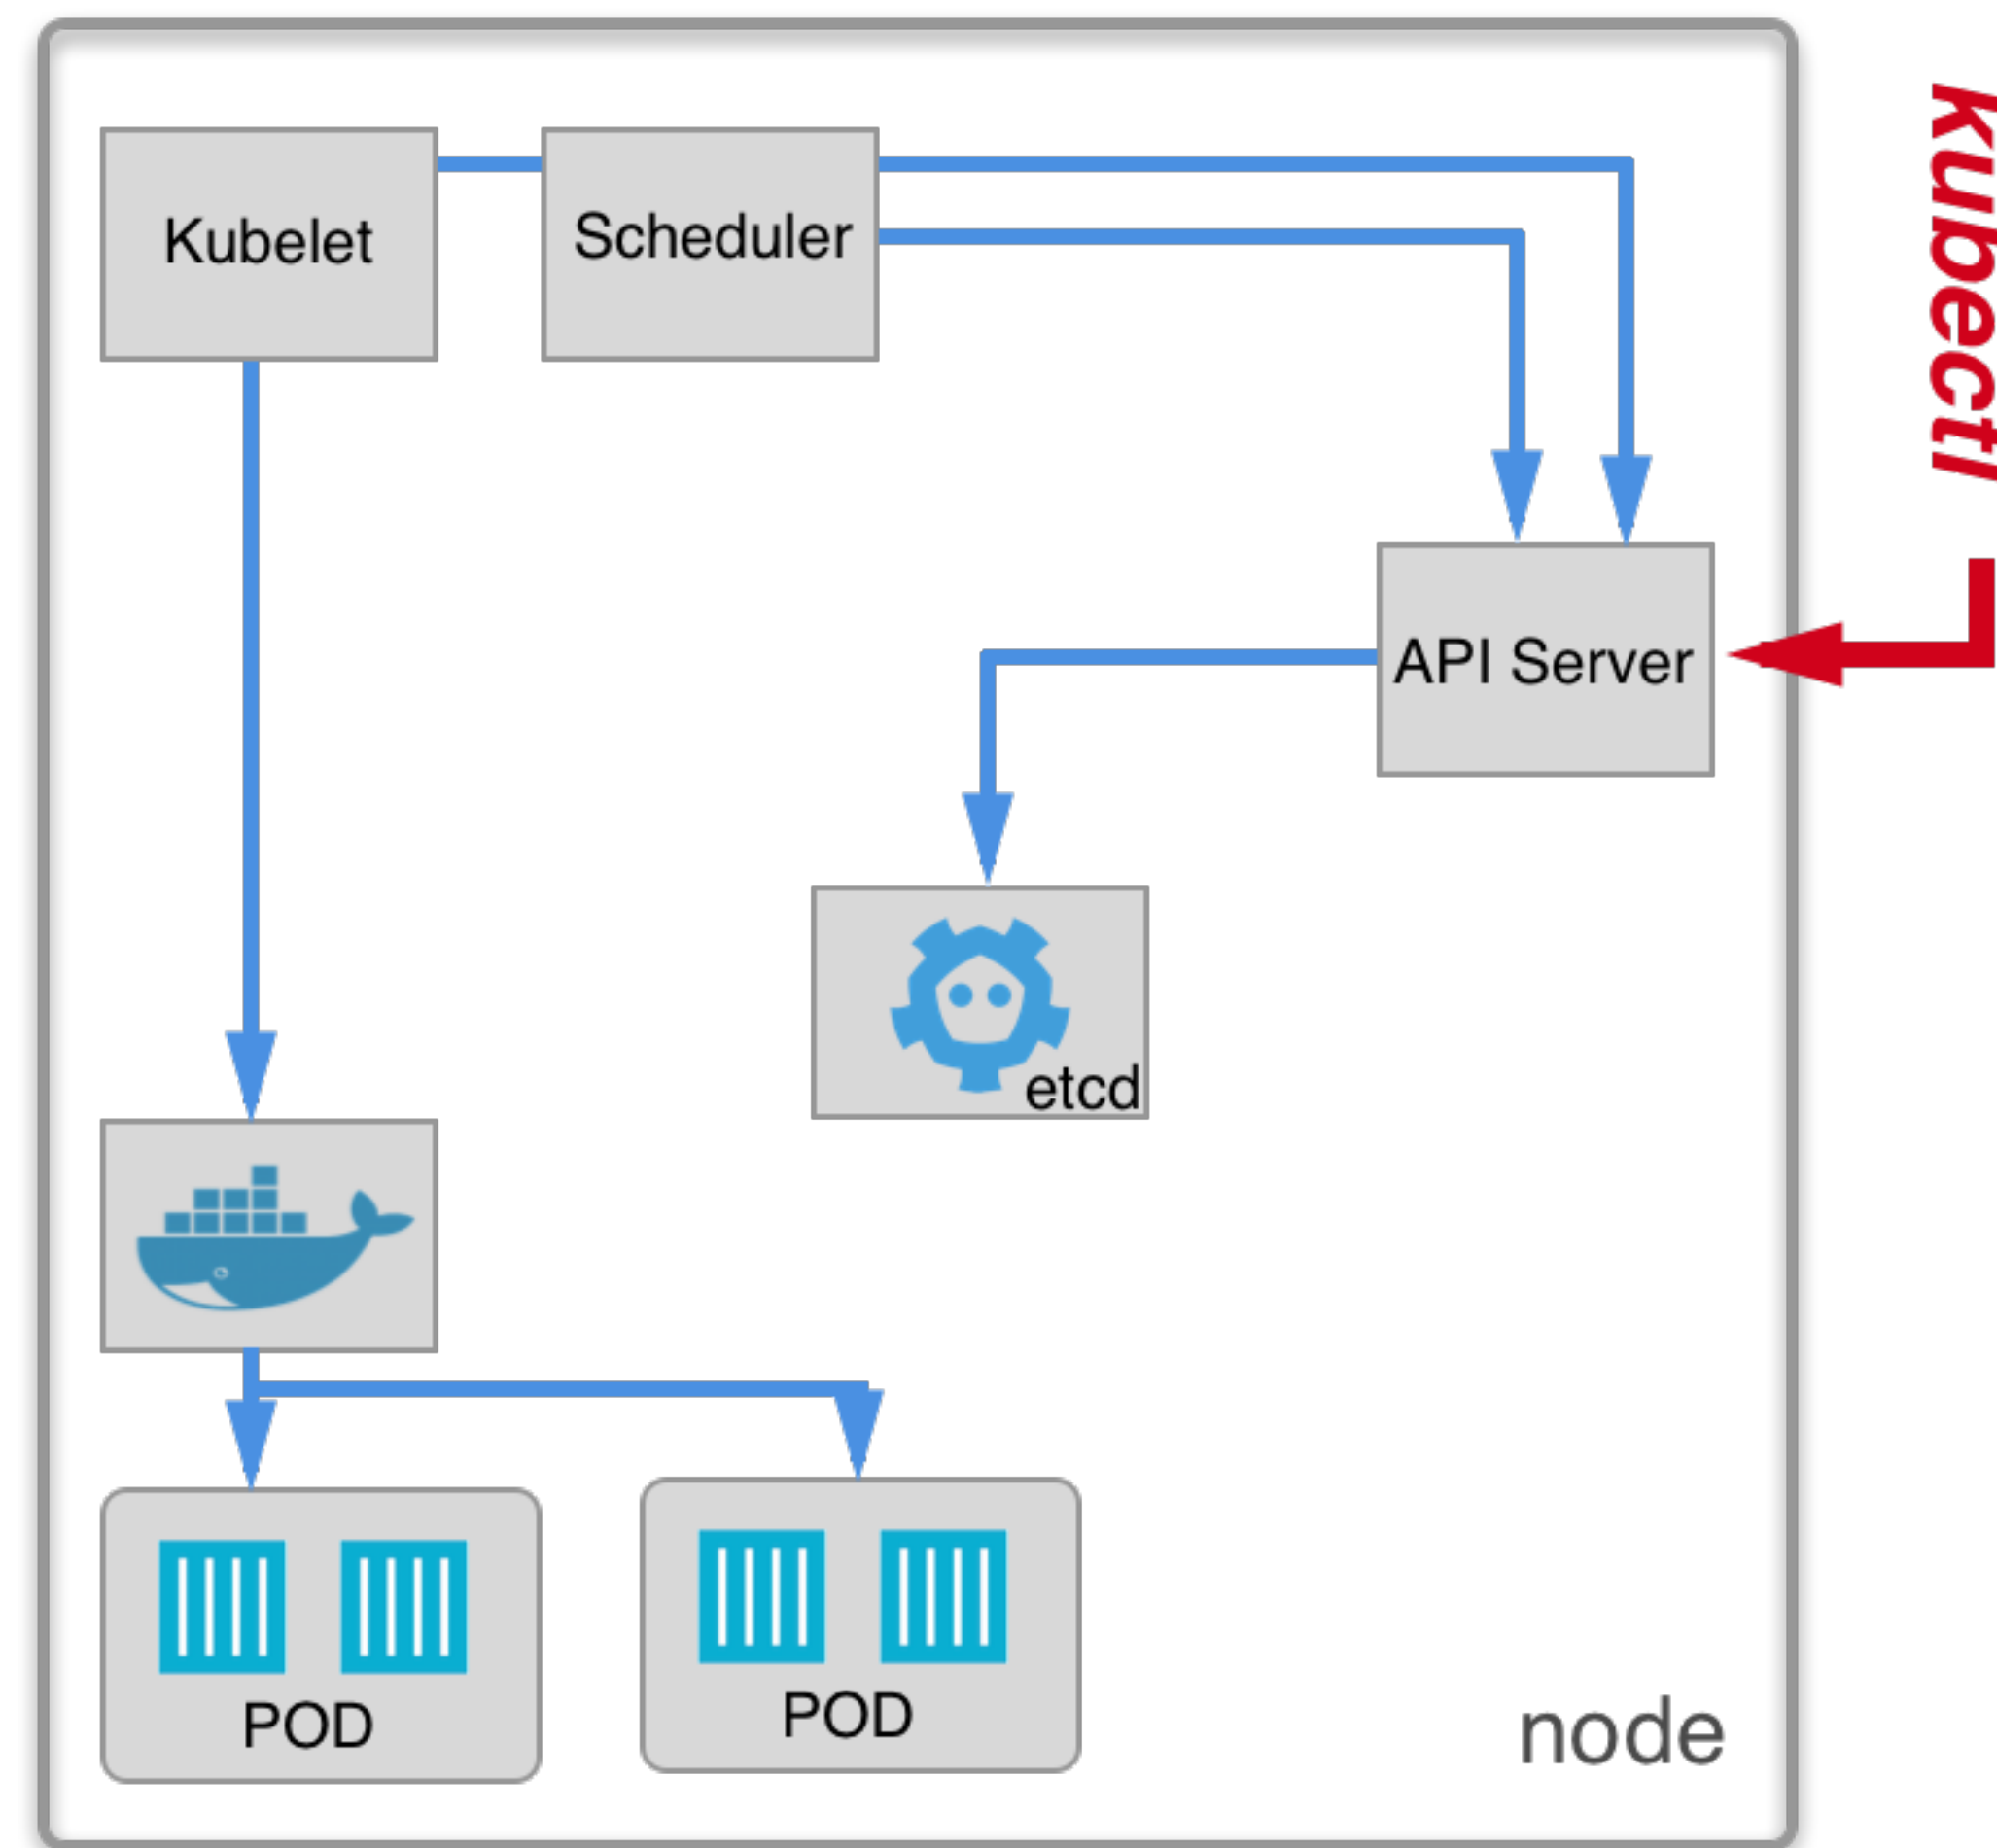 Kubelet
Scheduler
kubectl
API Server
etcd
POD
POD
node